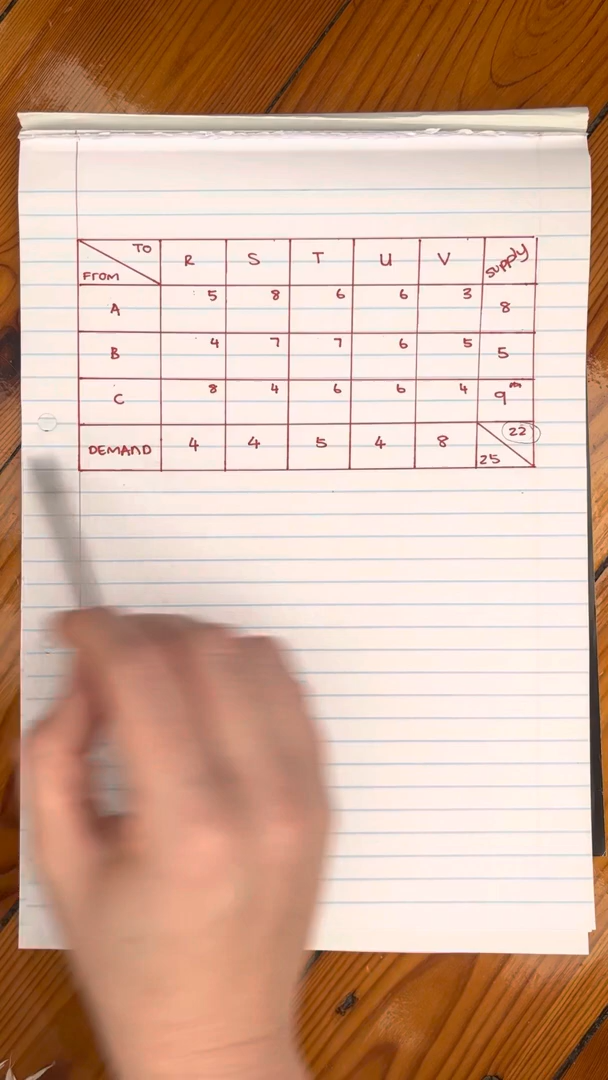 TO
FROM R S T U V Supply
A 5 8 6 6 3 8
B 4 7 7 6 5 5
C 8 4 6 6 4 9
DEMAND 4 4 5 4 8 22
25